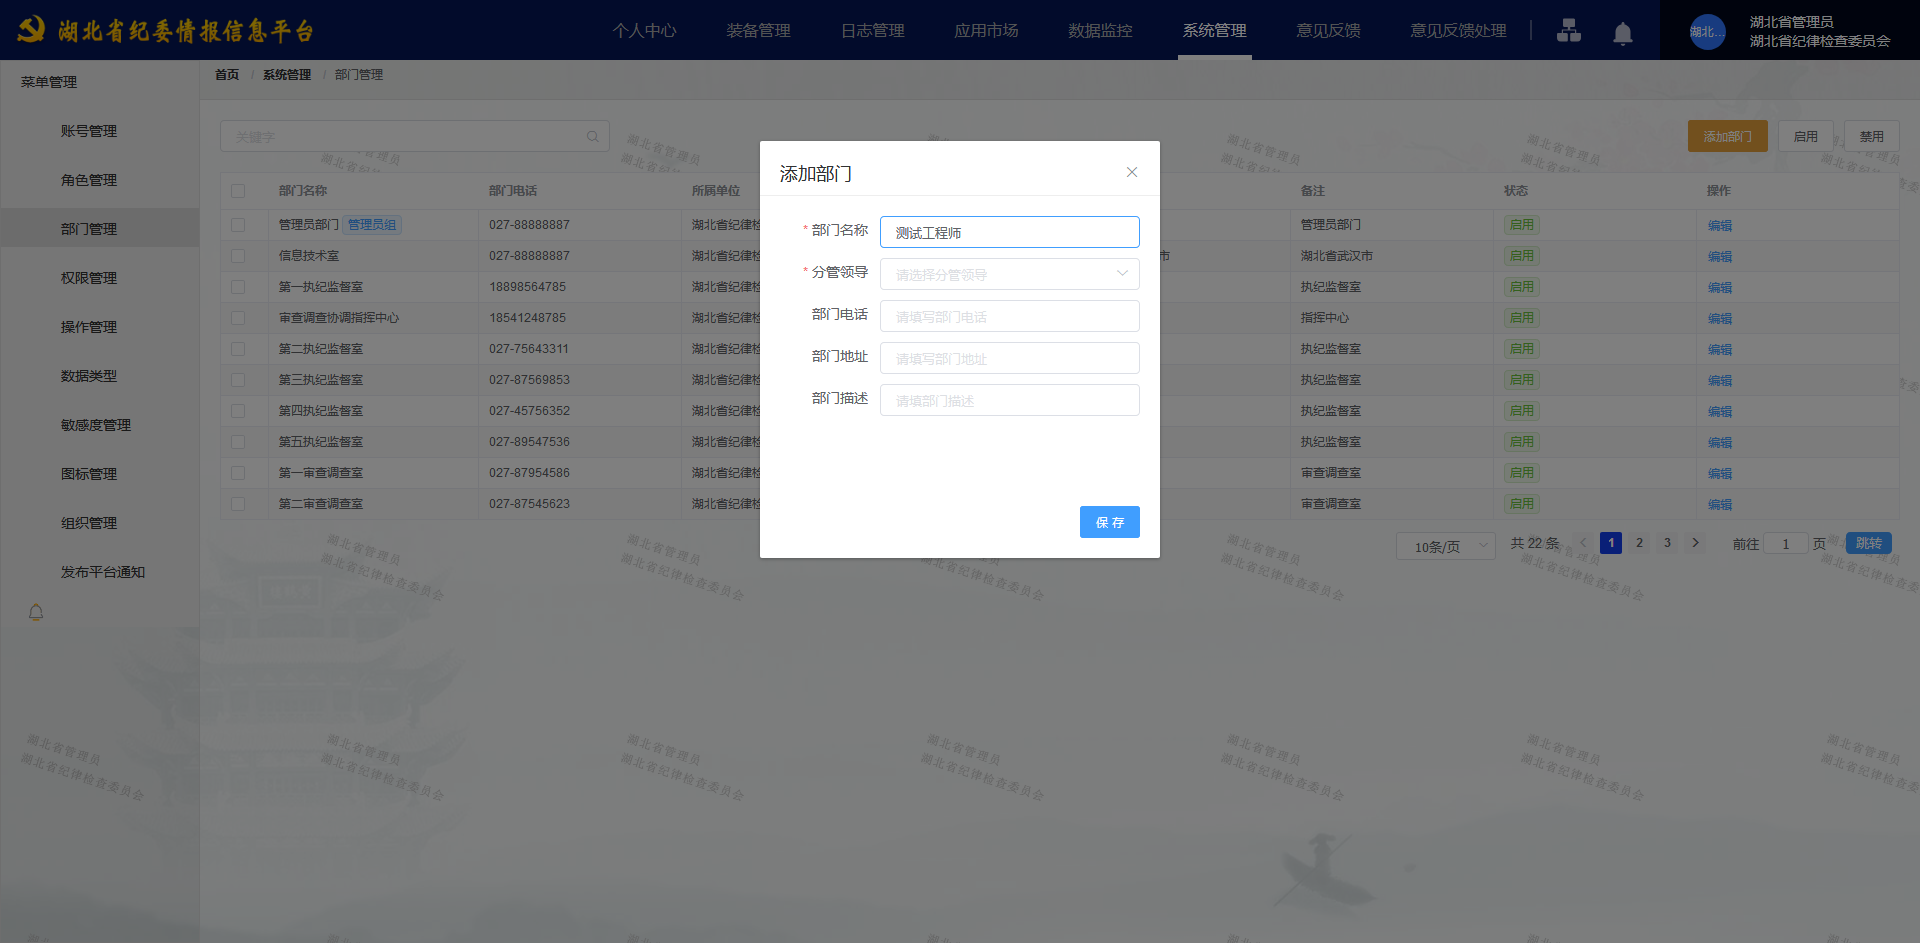 湖北省纪委情报信息平台
个人中心 装备管理 日志管理 应用市场 数据监控 系统管理 意见反馈 意见反馈处理
湖北...
湖北省管理员
湖北省纪律检查委员会
菜单管理
账号管理
角色管理
部门管理
权限管理
操作管理
数据类型
敏感度管理
图标管理
组织管理
发布平台通知
首页 / 系统管理 / 部门管理
关键字
添加部门 启用 禁用
部门名称 部门电话 所属单位 备注 状态 操作
管理员部门 管理员组 027-88888887 湖北省纪律检 管理员部门 启用 编辑
信息技术室 027-88888887 湖北省纪律检 市 湖北省武汉市 启用 编辑
第一执纪监督室 18898564785 湖北省纪律检 执纪监督室 启用 编辑
审查调查协调指挥中心 18541248785 湖北省纪律检 指挥中心 启用 编辑
第二执纪监督室 027-75643311 湖北省纪律检 执纪监督室 启用 编辑
第三执纪监督室 027-87569853 湖北省纪律检 执纪监督室 启用 编辑
第四执纪监督室 027-45756352 湖北省纪律检 执纪监督室 启用 编辑
第五执纪监督室 027-89547536 湖北省纪律检 执纪监督室 启用 编辑
第一审查调查室 027-87954586 湖北省纪律检 审查调查室 启用 编辑
第二审查调查室 027-87545623 湖北省纪律检 审查调查室 启用 编辑
10条/页 共 22 条 1 2 3 前往 1 页 跳转
添加部门
* 部门名称 测试工程师
* 分管领导 请选择分管领导
部门电话 请填写部门电话
部门地址 请填写部门地址
部门描述 请填部门描述
保 存
湖北省管理员
湖北省纪律检查委员会